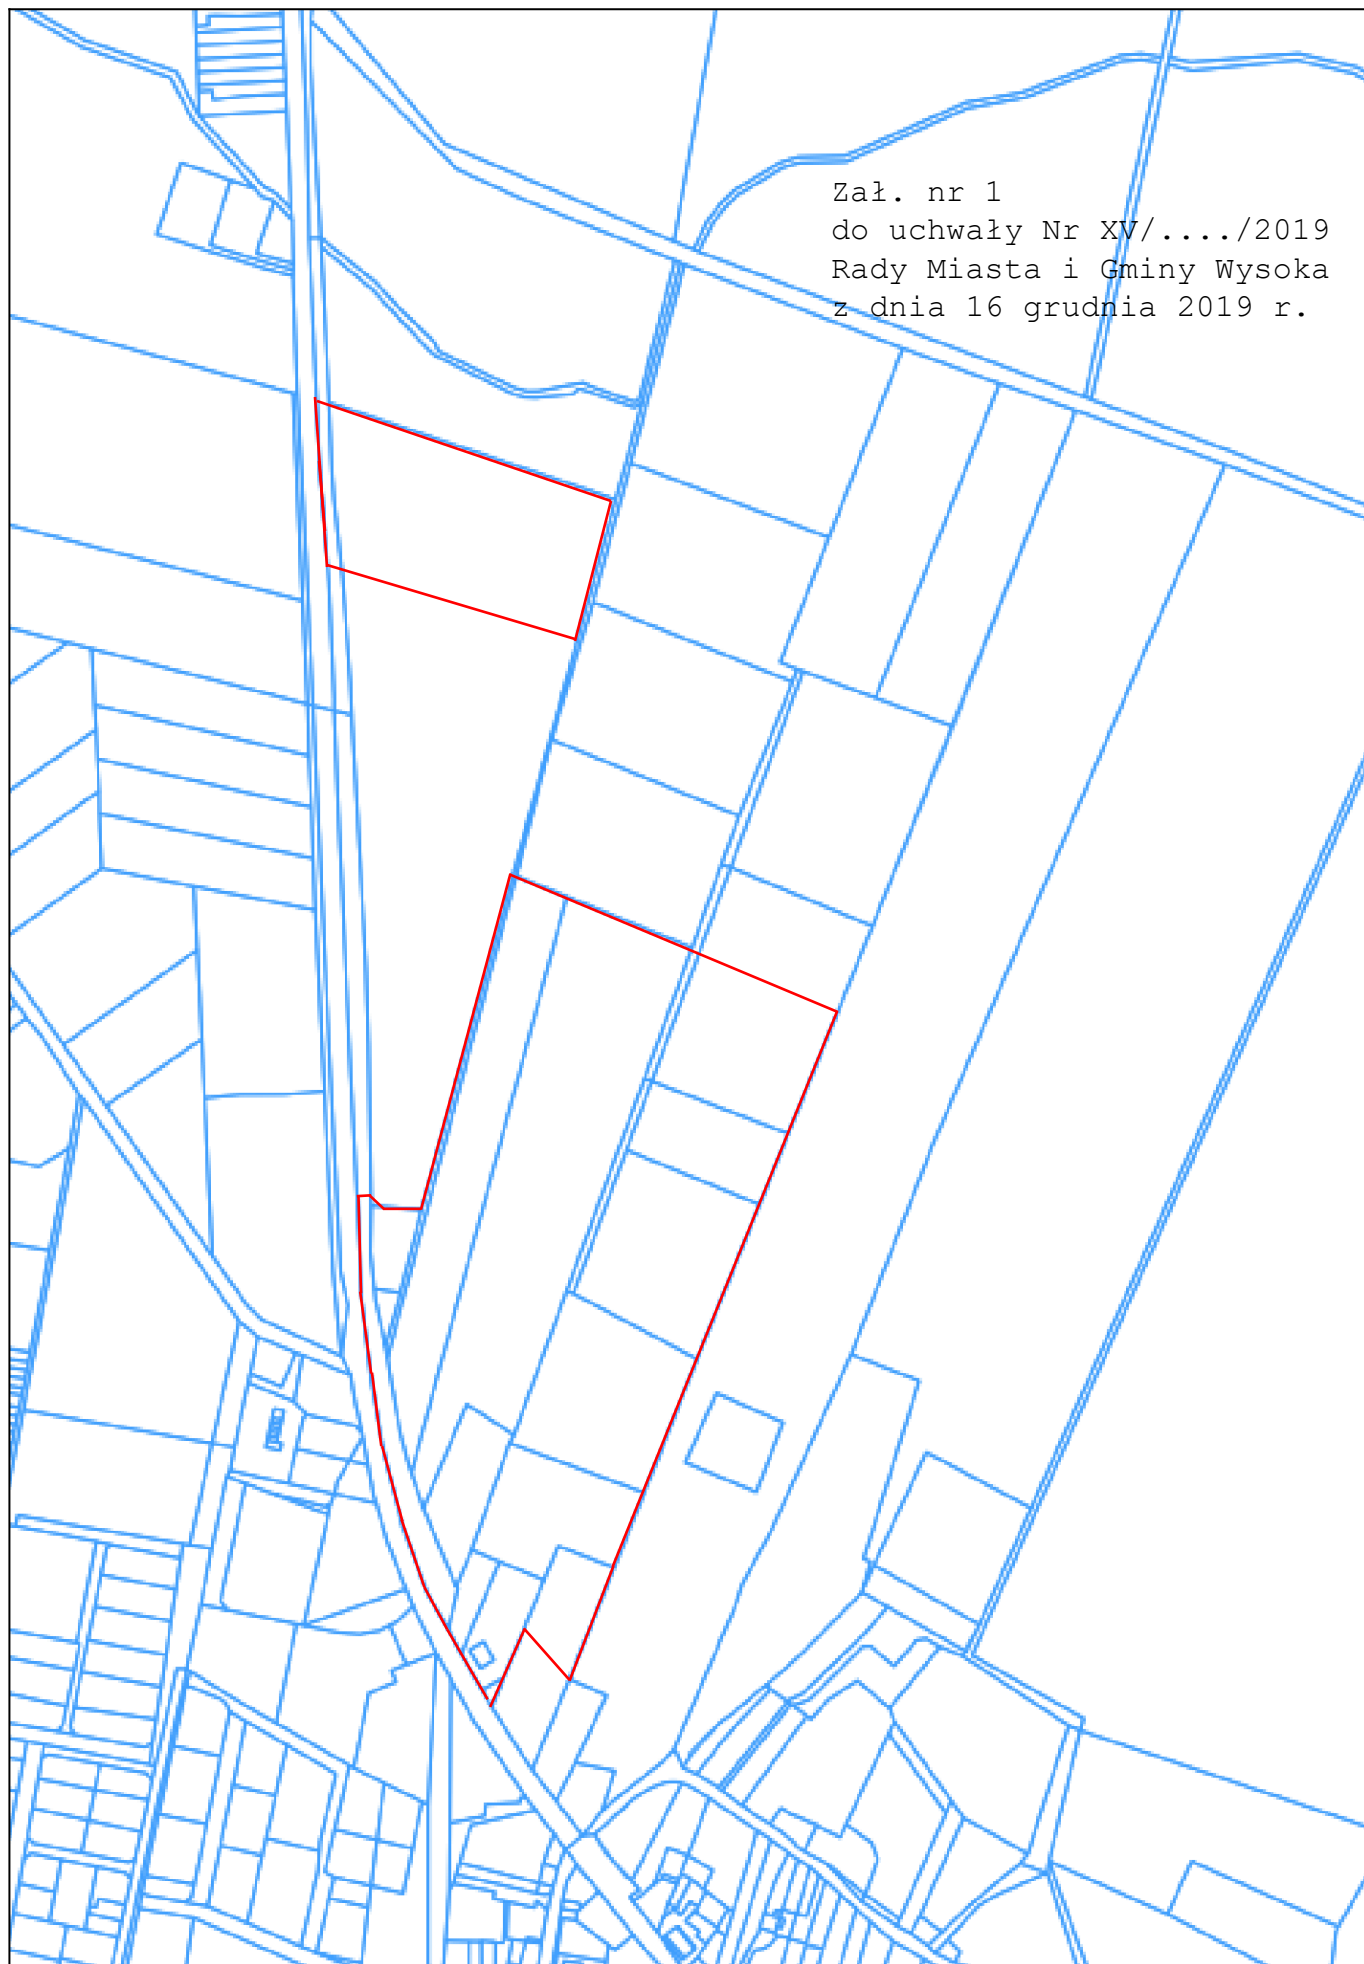 Zał. nr 1
do uchwały Nr XV/..../2019
Rady Miasta i Gminy Wysoka
z dnia 16 grudnia 2019 r.